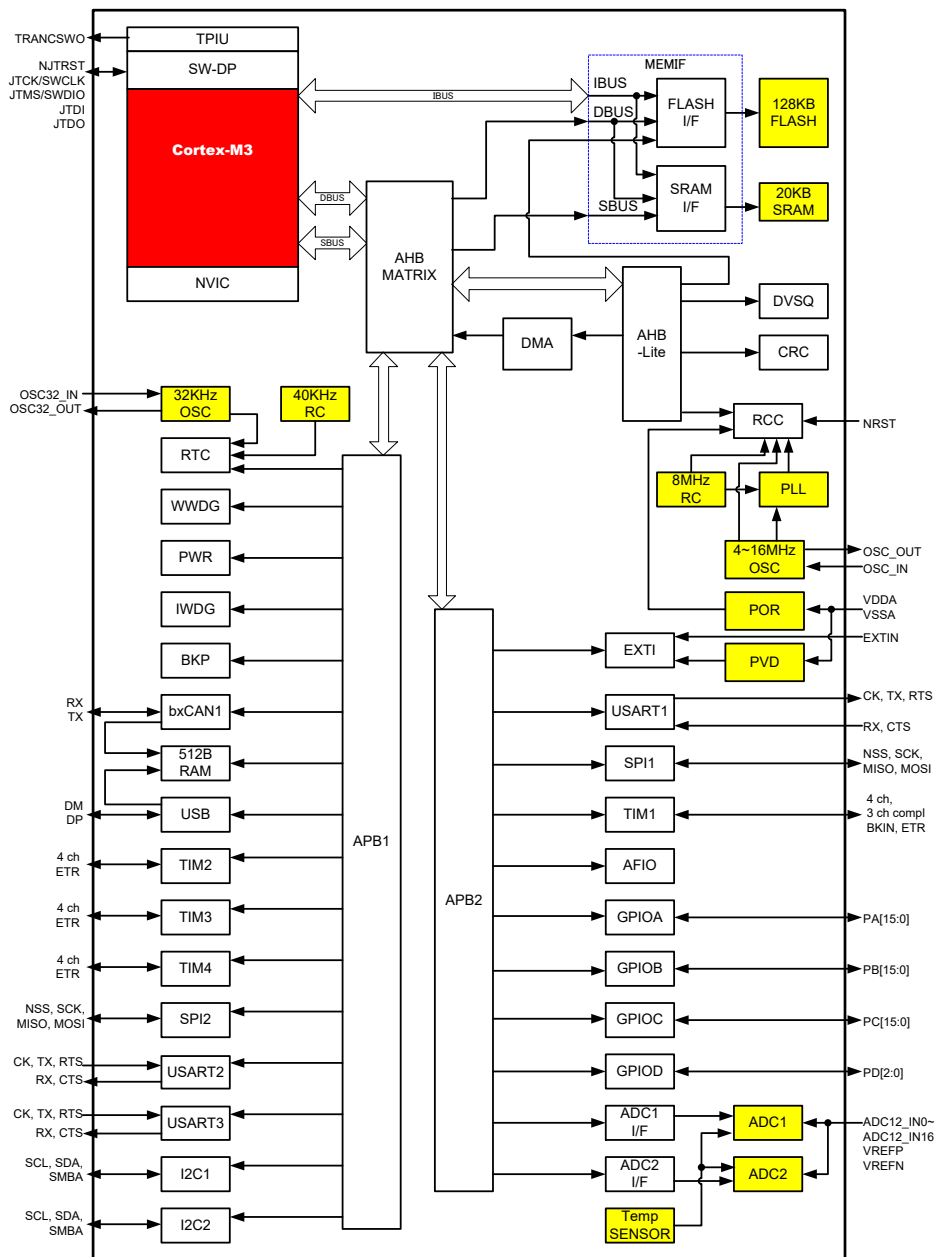 TRANCSWO
TPIU
NJTRST
JTCK/SWCLK
JTMS/SWDIO
JTDI
JTDO
SW-DP
Cortex-M3
NVIC
IBUS
DBUS
SBUS
AHB
MATRIX
MEMIF
IBUS
DBUS
SBUS
FLASH
I/F
128KB
FLASH
SRAM
I/F
20KB
SRAM
DMA
AHB
-Lite
DVSQ
CRC
RCC
NRST
8MHz
RC
PLL
4~16MHz
OSC
OSC_OUT
OSC_IN
POR
VDDA
VSSA
PVD
EXTIN
OSC32_IN
OSC32_OUT
32KHz
OSC
40KHz
RC
RTC
WWDG
PWR
IWDG
BKP
RX
TX
bxCAN1
512B
RAM
DM
DP
USB
4 ch
ETR
TIM2
4 ch
ETR
TIM3
4 ch
ETR
TIM4
NSS, SCK,
MISO, MOSI
SPI2
CK, TX, RTS
RX, CTS
USART2
CK, TX, RTS
RX, CTS
USART3
SCL, SDA,
SMBA
I2C1
SCL, SDA,
SMBA
I2C2
APB1
APB2
EXTI
USART1
CK, TX, RTS
RX, CTS
SPI1
NSS, SCK,
MISO, MOSI
TIM1
4 ch,
3 ch compl
BKIN, ETR
AFIO
GPIOA
PA[15:0]
GPIOB
PB[15:0]
GPIOC
PC[15:0]
GPIOD
PD[2:0]
ADC1
I/F
ADC1
ADC2
I/F
ADC2
ADC12_IN0~
ADC12_IN16
VREFP
VREFN
Temp
SENSOR